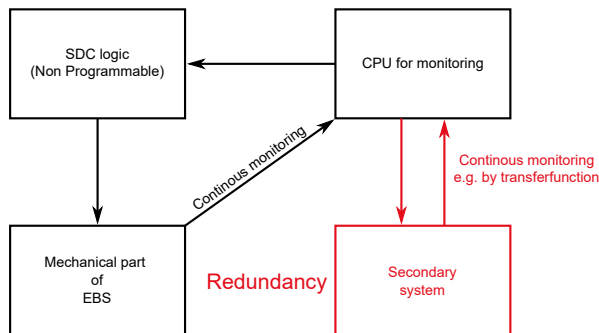 SDC logic
(Non Programmable)
CPU for monitoring
Continous monitoring
Continous monitoring
e.g. by transferfunction
Mechanical part
of
EBS
Redundancy
Secondary
system